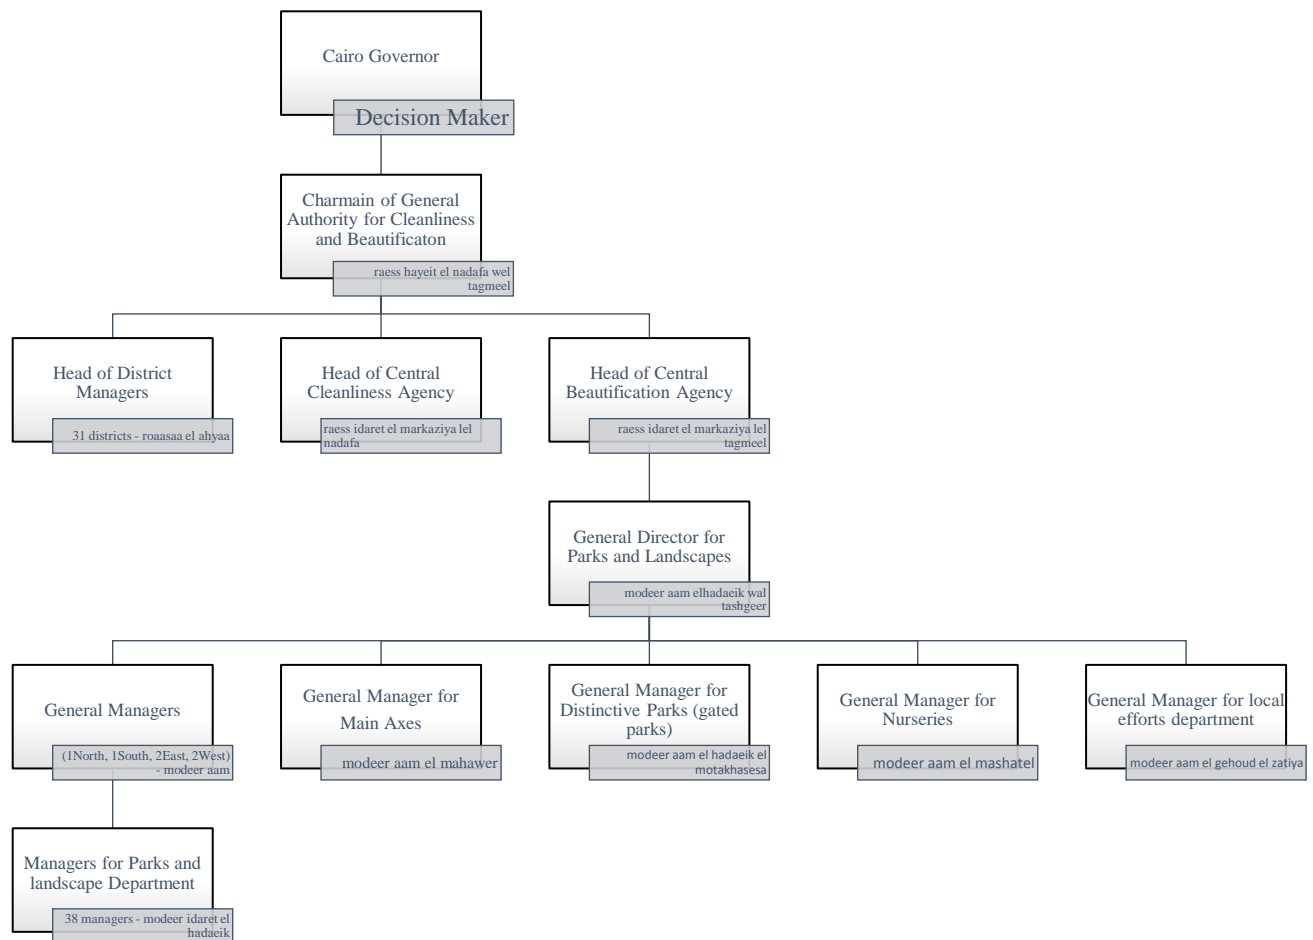 Cairo Governor
Decision Maker
Charmain of General
Authority for Cleanliness
and Beautificaton
raess hayeit el nadafa wel
tagmeel
Head of District
Managers
31 districts - roaasaa el ahyaa
Head of Central
Cleanliness Agency
raess idaret el markaziya lel
nadafa
Head of Central
Beautification Agency
raess idaret el markaziya lel
tagmeel
General Director for
Parks and Landscapes
modeer aam elhadaeik wal
tashgeer
General Managers
(1North, 1South, 2East, 2West)
- modeer aam
General Manager for
Main Axes
modeer aam el mahawer
General Manager for
Distinctive Parks (gated
parks)
modeer aam el hadaeik el
motakhasesa
General Manager for
Nurseries
modeer aam el mashatel
General Manager for local
efforts department
modeer aam el gehoud el zatiya
Managers for Parks and
landscape Department
38 managers - modeer idaret el
hadaeik